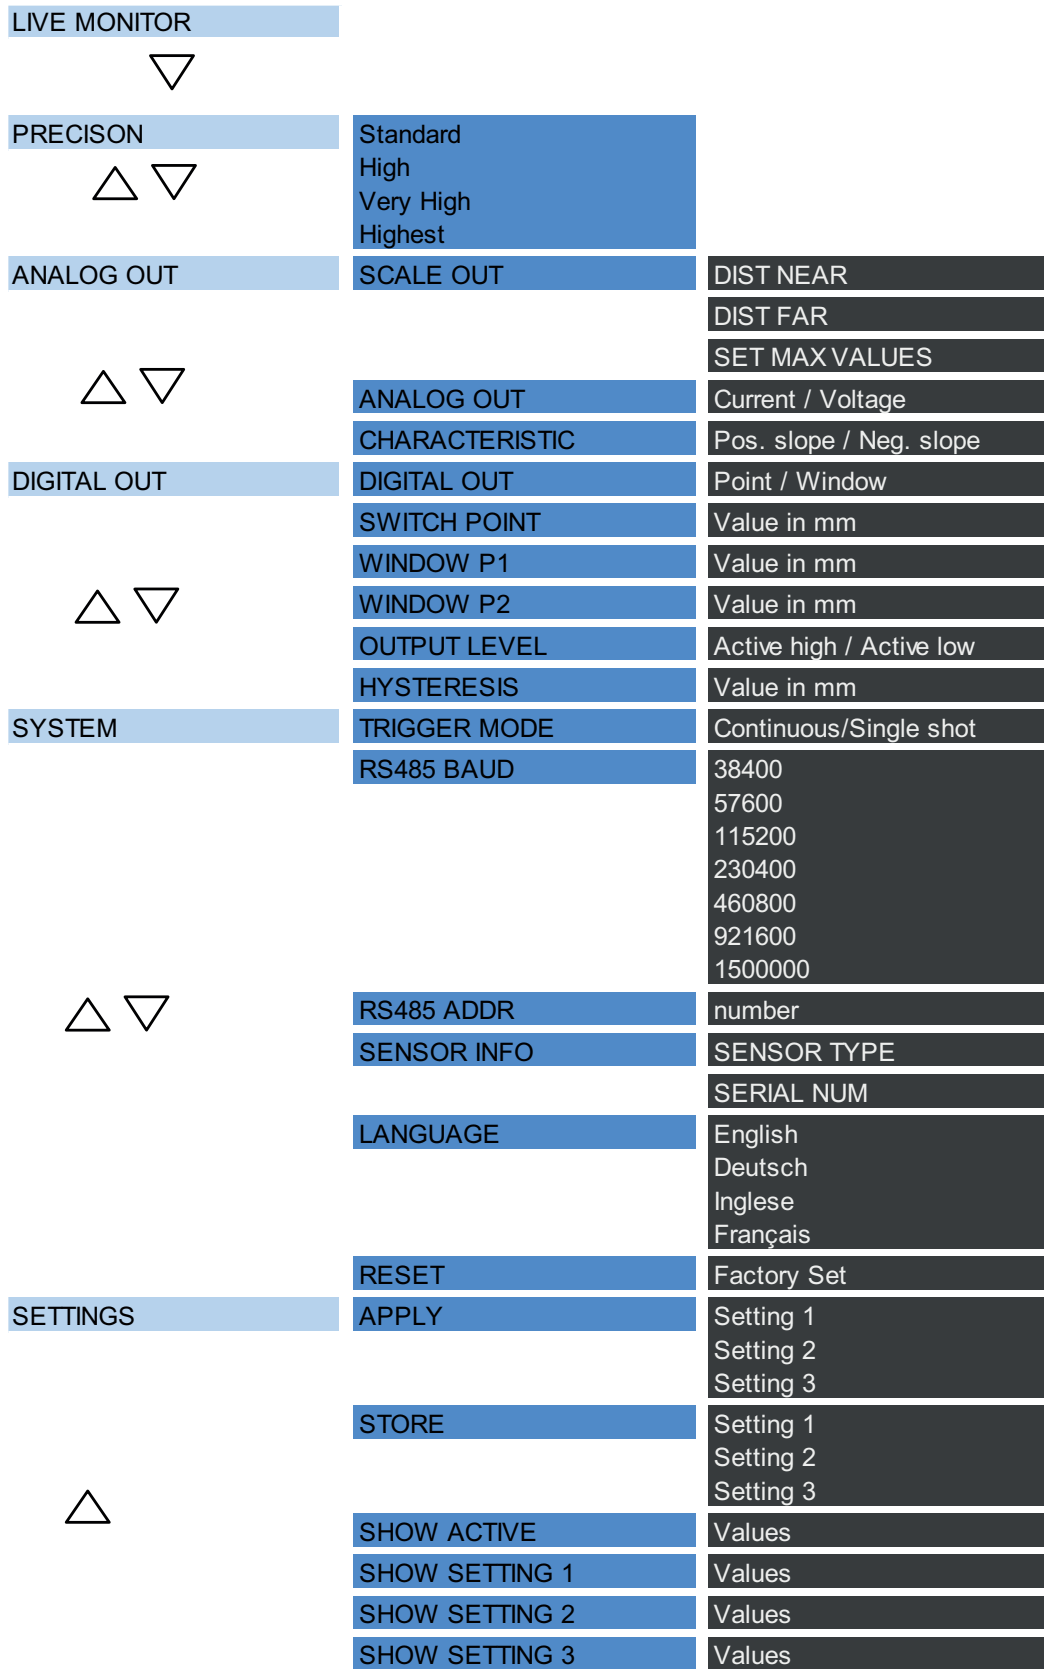 LIVE MONITOR
PRECISON Standard
High
Very High
Highest
ANALOG OUT SCALE OUT DIST NEAR
DIST FAR
SET MAX VALUES
ANALOG OUT Current / Voltage
CHARACTERISTIC Pos. slope / Neg. slope
DIGITAL OUT DIGITAL OUT Point / Window
SWITCH POINT Value in mm
WINDOW P1 Value in mm
WINDOW P2 Value in mm
OUTPUT LEVEL Active high / Active low
HYSTERESIS Value in mm
SYSTEM TRIGGER MODE Continuous/Single shot
RS485 BAUD 38400
57600
115200
230400
460800
921600
1500000
RS485 ADDR number
SENSOR INFO SENSOR TYPE
SERIAL NUM
LANGUAGE English
Deutsch
Inglese
Français
RESET Factory Set
SETTINGS APPLY Setting 1
Setting 2
Setting 3
STORE Setting 1
Setting 2
Setting 3
SHOW ACTIVE Values
SHOW SETTING 1 Values
SHOW SETTING 2 Values
SHOW SETTING 3 Values